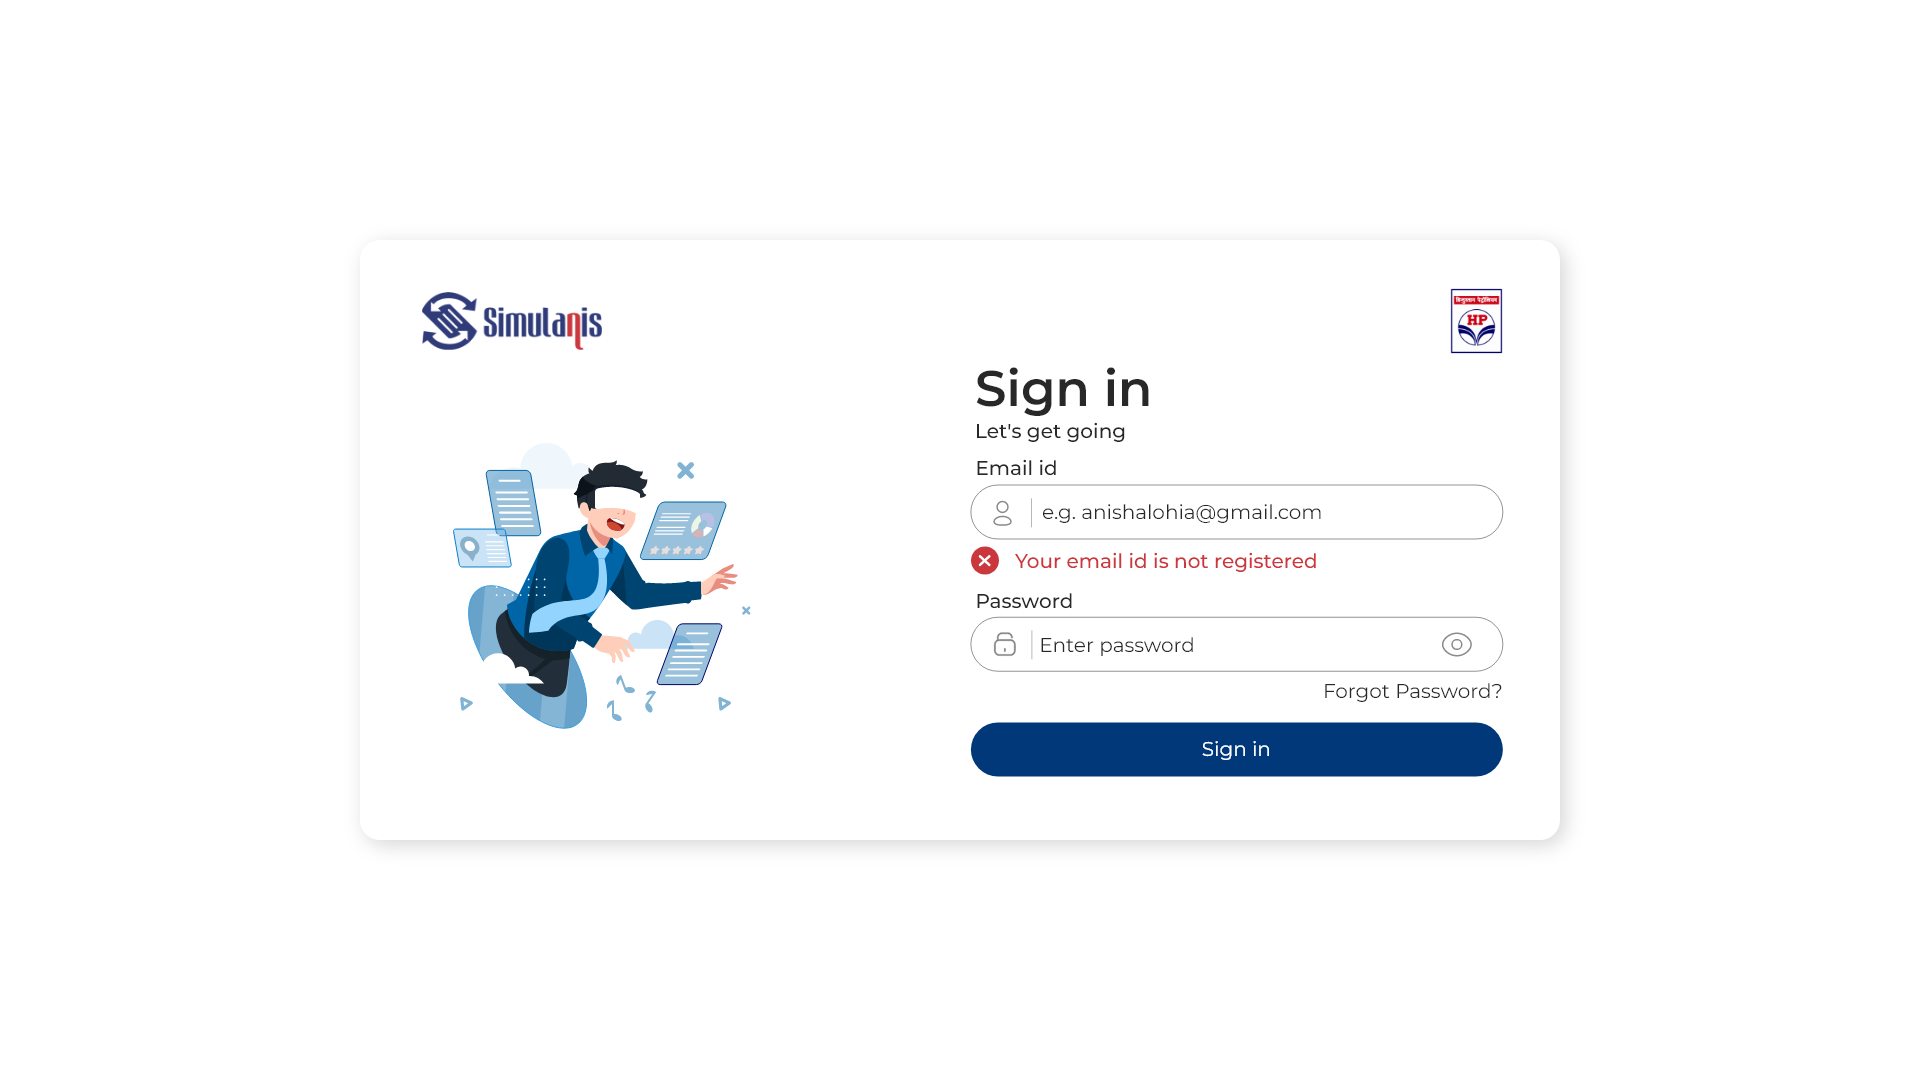 Simulanis
हिन्दुस्तान पेट्रोलियम
HP
Sign in
Let's get going
Email id
e.g. anishalohia@gmail.com
Your email id is not registered
Password
Enter password
Forgot Password?
Sign in